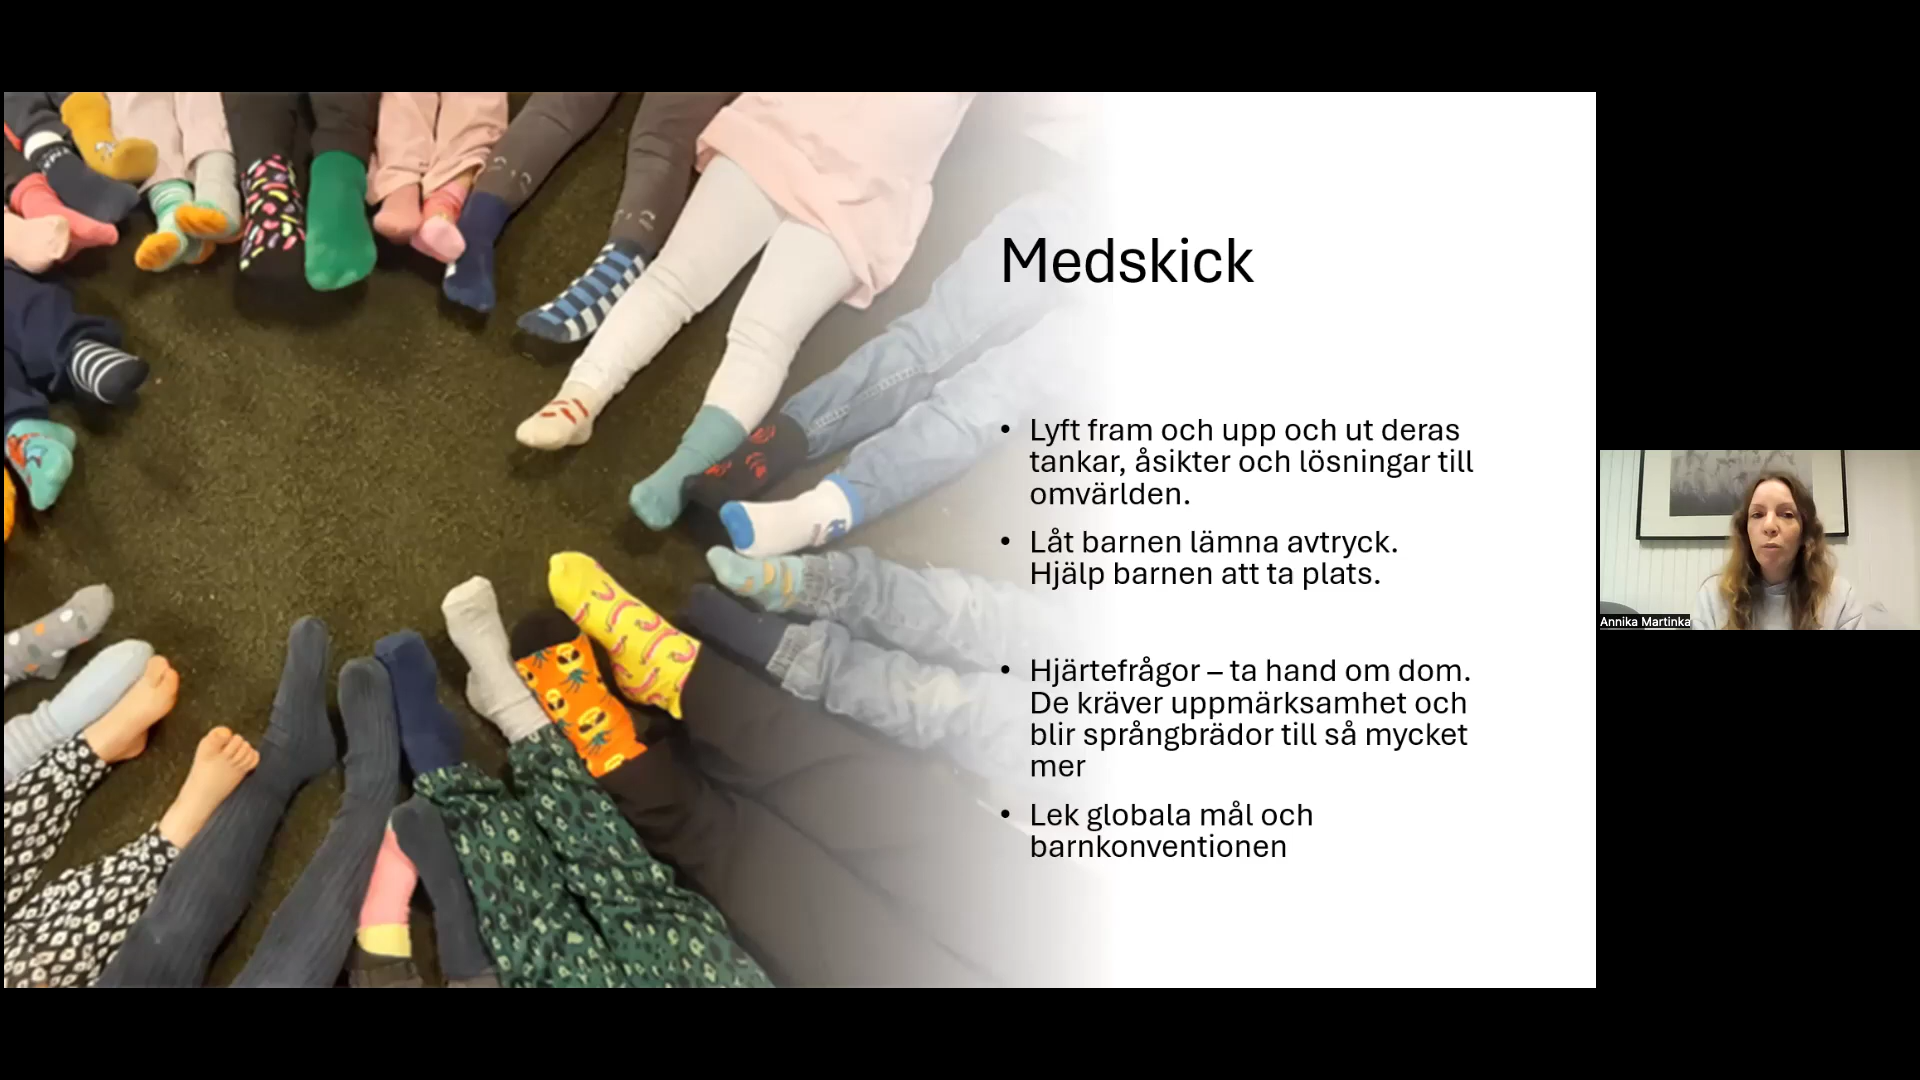 Medskick
• Lyft fram och upp och ut deras
tankar, åsikter och lösningar till
omvärlden.
• Låt barnen lämna avtryck.
Hjälp barnen att ta plats.
• Hjärtefrågor – ta hand om dom.
De kräver uppmärksamhet och
blir språngbrädor till så mycket
mer
• Lek globala mål och
barnkonventionen
Annika Martinka